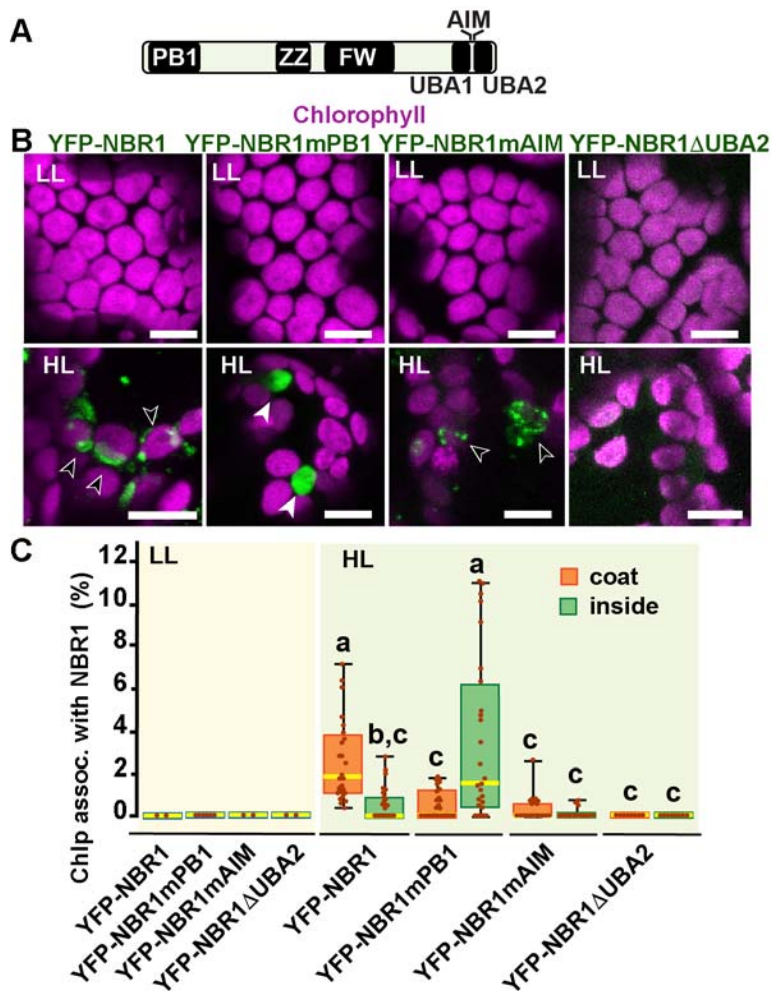 A
AIM
PB1 ZZ FW
UBA1 UBA2
Chlorophyll
B YFP-NBR1 YFP-NBR1mPB1 YFP-NBR1mAIM YFP-NBR1ΔUBA2
LL LL LL LL
HL HL HL HL
C
LL HL
coat
inside
Chlp assoc. with NBR1 (%)
12
10
8
6
4
2
0
a
b,c
c
a
c
c
c
c
YFP-NBR1
YFP-NBR1mPB1
YFP-NBR1mAIM
YFP-NBR1ΔUBA2
YFP-NBR1
YFP-NBR1mPB1
YFP-NBR1mAIM
YFP-NBR1ΔUBA2